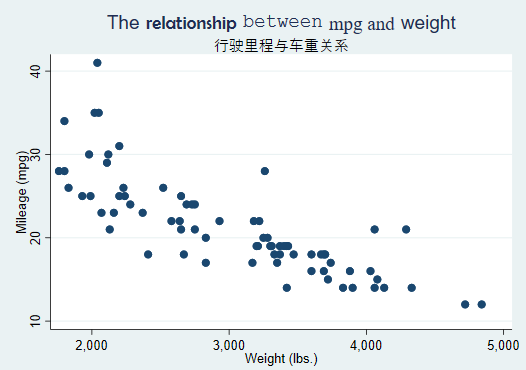 The relationship between mpg and weight
行驶里程与车重关系
Mileage (mpg)
40
30
20
10
2,000 3,000 4,000 5,000
Weight (lbs.)